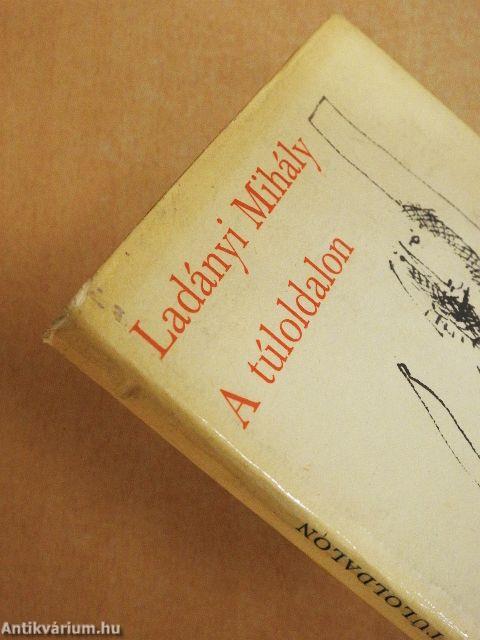 Ladányi Mihály
A túloldalon
TÚLOLDALON
Antikvárium.hu